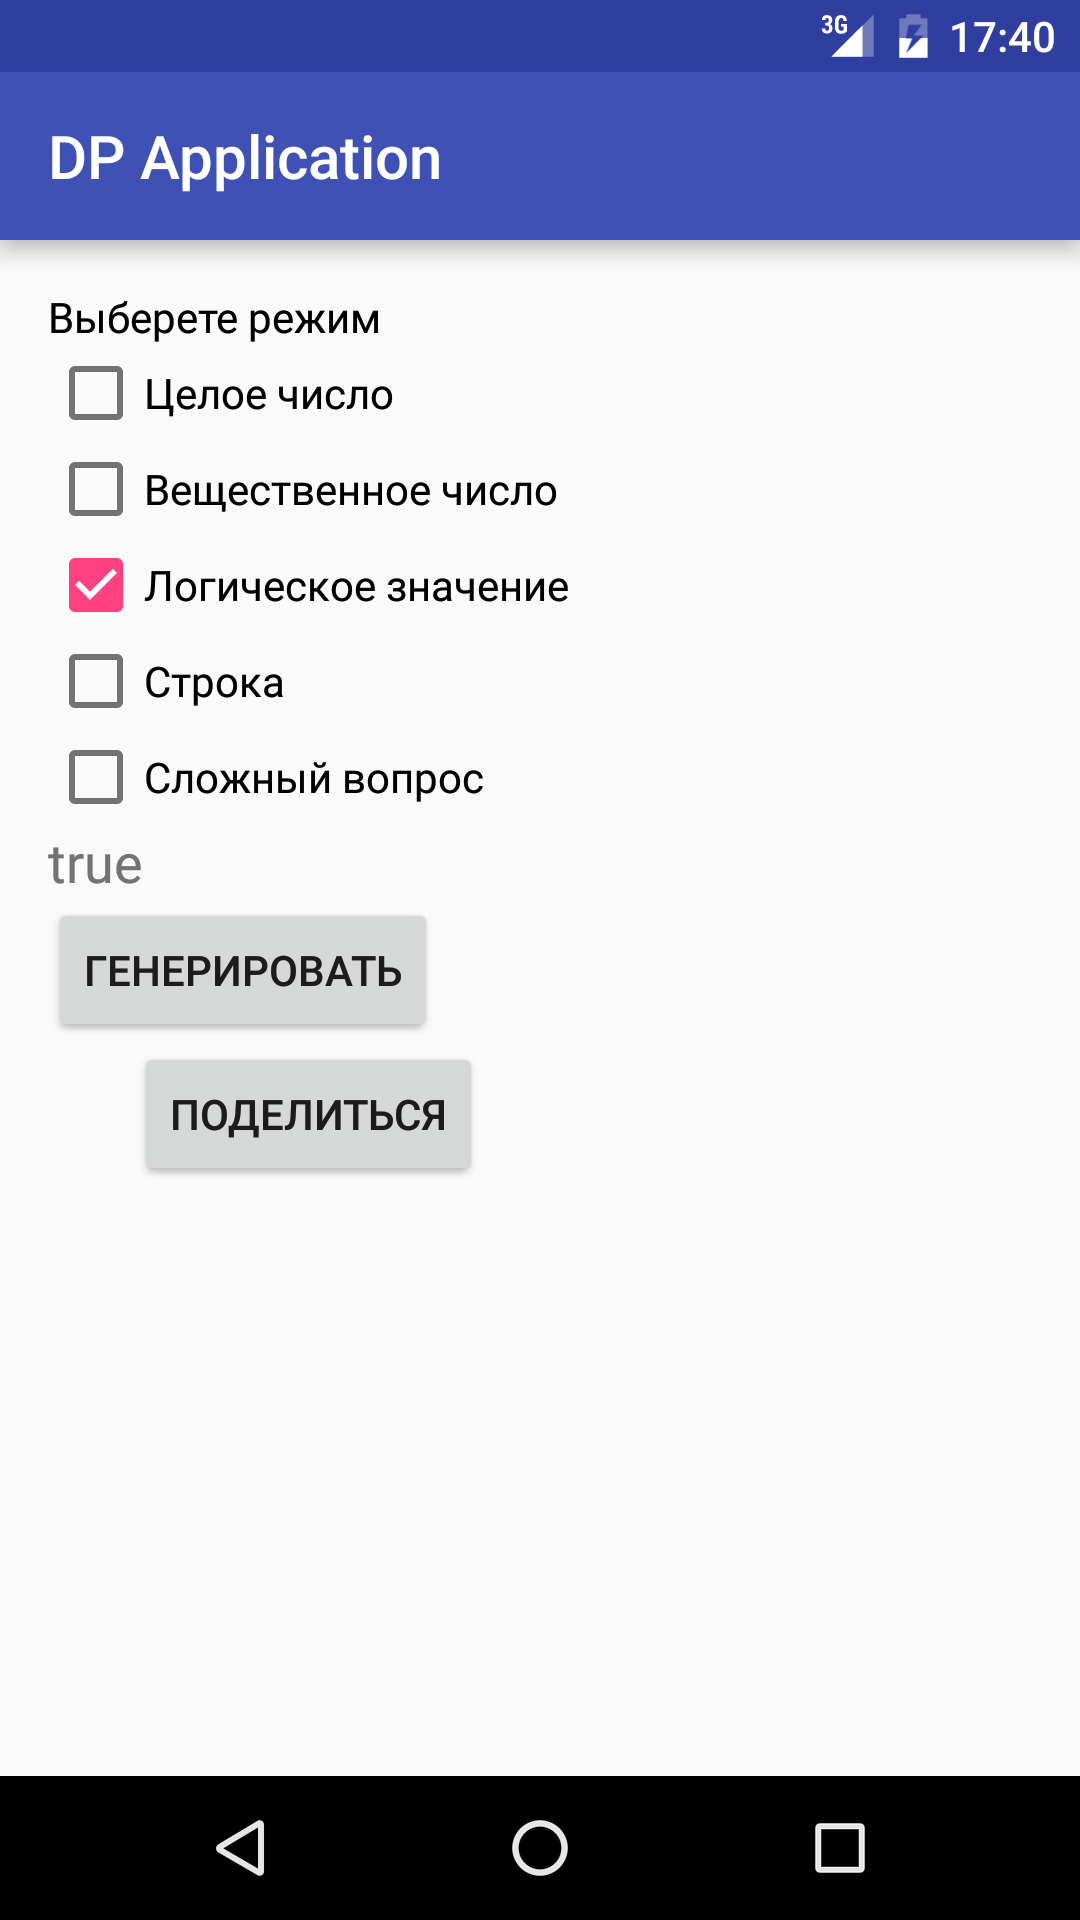 3G 17:40
DP Application
Выберете режим
Целое число
Вещественное число
Логическое значение
Строка
Сложный вопрос
true
ГЕНЕРИРОВАТЬ
ПОДЕЛИТЬСЯ